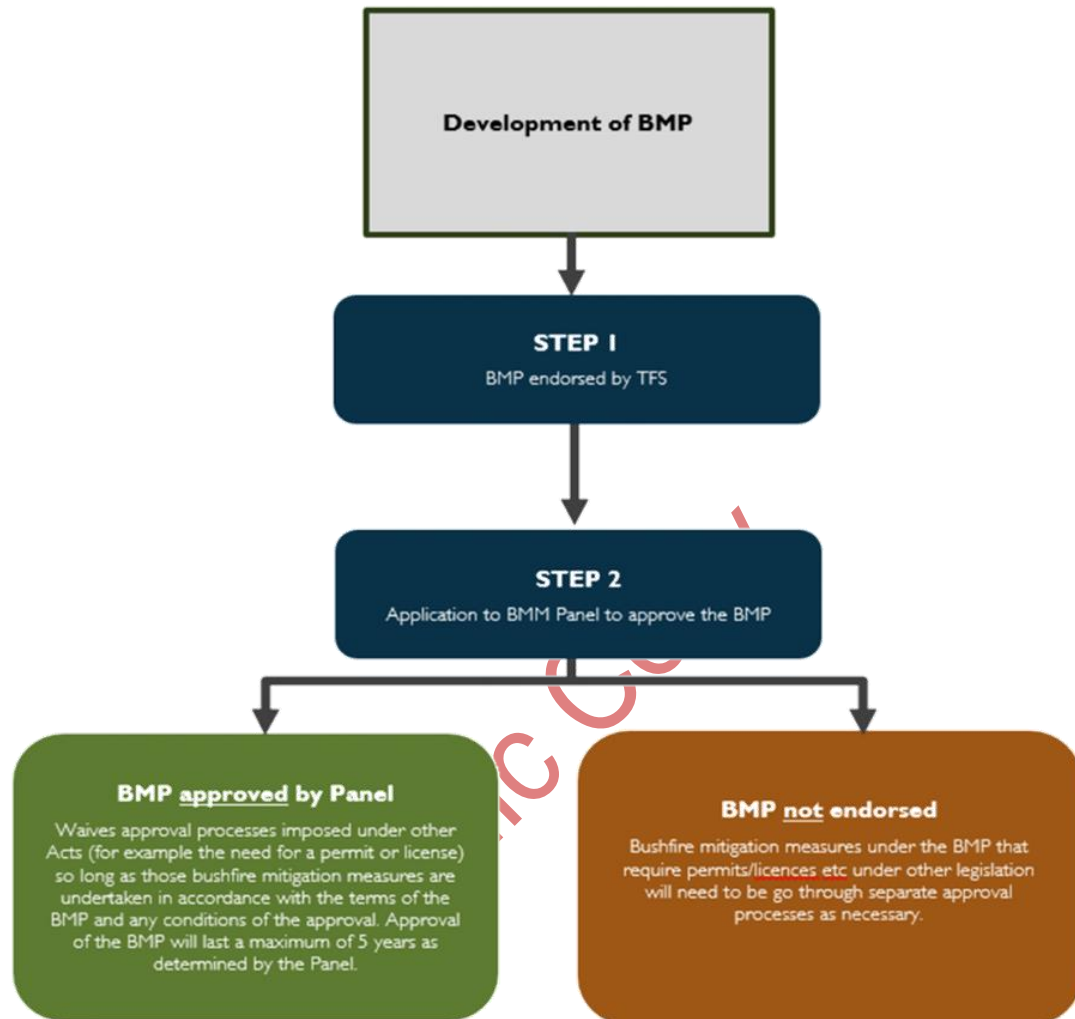 Development of BMP
STEP 1
BMP endorsed by TFS
STEP 2
Application to BMM Panel to approve the BMP
BMP approved by Panel
Waives approval processes imposed under other
Acts (for example the need for a permit or license)
so long as those bushfire mitigation measures are
undertaken in accordance with the terms of the
BMP and any conditions of the approval. Approval
of the BMP will last a maximum of 5 years as
determined by the Panel.
BMP not endorsed
Bushfire mitigation measures under the BMP that
require permits/licences etc under other legislation
will need to be go through separate approval
processes as necessary.